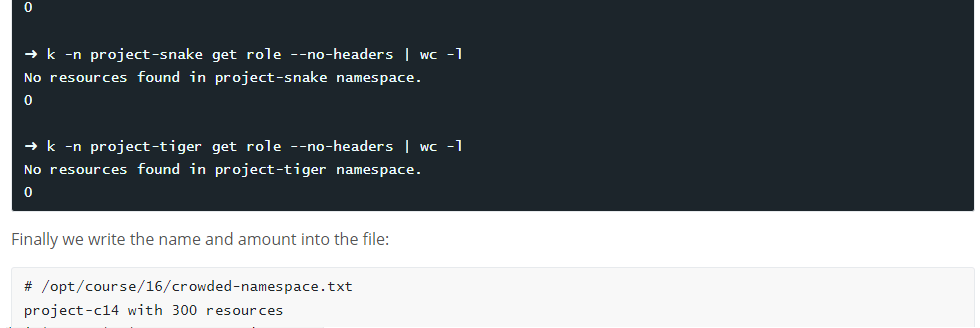 0
➜ k -n project-snake get role --no-headers | wc -l
No resources found in project-snake namespace.
0
➜ k -n project-tiger get role --no-headers | wc -l
No resources found in project-tiger namespace.
0
Finally we write the name and amount into the file:
# /opt/course/16/crowded-namespace.txt
project-c14 with 300 resources